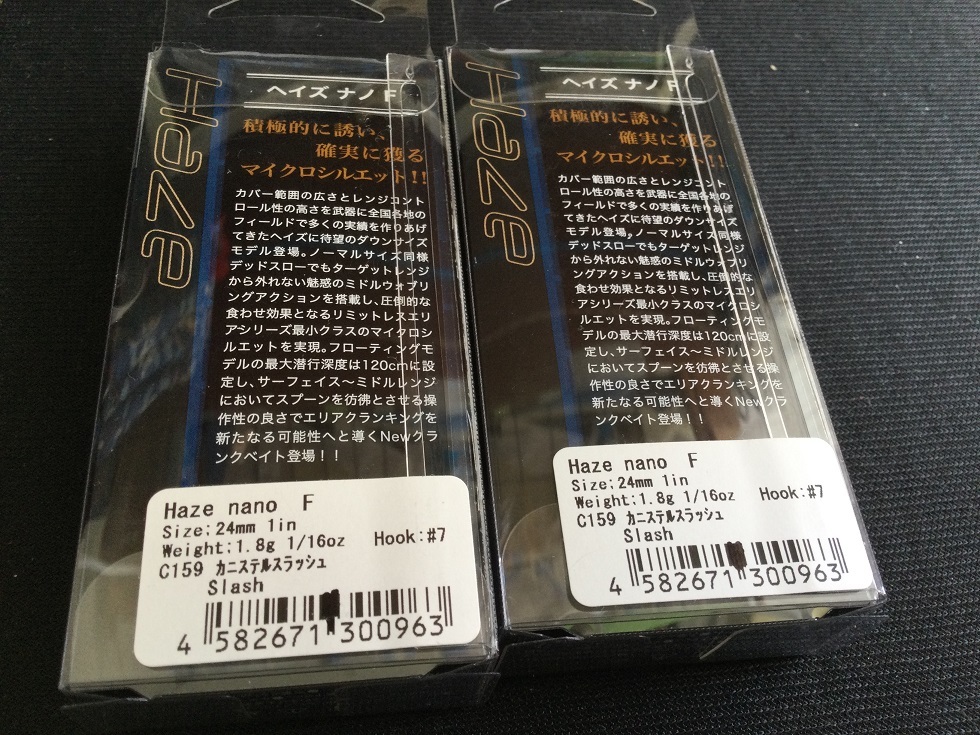 Haze
ヘイズ ナノ F
積極的に誘い、
確実に獲る
マイクロシルエット!!
カバー範囲の広さとレンジコント
ロール性の高さを武器に全国各地の
フィールドで多くの実績を作りあげ
てきたヘイズに待望のダウンサイズ
モデル登場。ノーマルサイズ同様
デッドスローでもターゲットレンジ
から外れない魅惑のミドルウォブリ
ングアクションを搭載し、圧倒的な
食わせ効果となるリミットレスエリ
アシリーズ最小クラスのマイクロシ
ルエットを実現。フローティングモ
デルの最大潜行深度は120cmに設
定し、サーフェイス～ミドルレンジ
においてスプーンを彷彿とさせる操
作性の良さでエリアクランキングを
新たなる可能性へと導くNewクラ
ンクベイト登場!!
Haze nano F
Size;24mm 1in
Weight:1.8g 1/16oz Hook:#7
C159 カニステルスラッシュ
Slash
4 582671 300963
Haze
ヘイズ ナノ F
積極的に誘い、
確実に獲る
マイクロシルエット!!
カバー範囲の広さとレンジコント
ロール性の高さを武器に全国各地の
フィールドで多くの実績を作りあげ
てきたヘイズに待望のダウンサイズ
モデル登場。ノーマルサイズ同様
デッドスローでもターゲットレンジ
から外れない魅惑のミドルウォブリ
ングアクションを搭載し、圧倒的な
食わせ効果となるリミットレスエリ
アシリーズ最小クラスのマイクロシ
ルエットを実現。フローティングモ
デルの最大潜行深度は120cmに設
定し、サーフェイス～ミドルレンジ
においてスプーンを彷彿とさせる操
作性の良さでエリアクランキングを
新たなる可能性へと導くNewクラ
ンクベイト登場!!
Haze nano F
Size;24mm 1in
Weight:1.8g 1/16oz Hook:#7
C159 カニステルスラッシュ
Slash
4 582671 300963